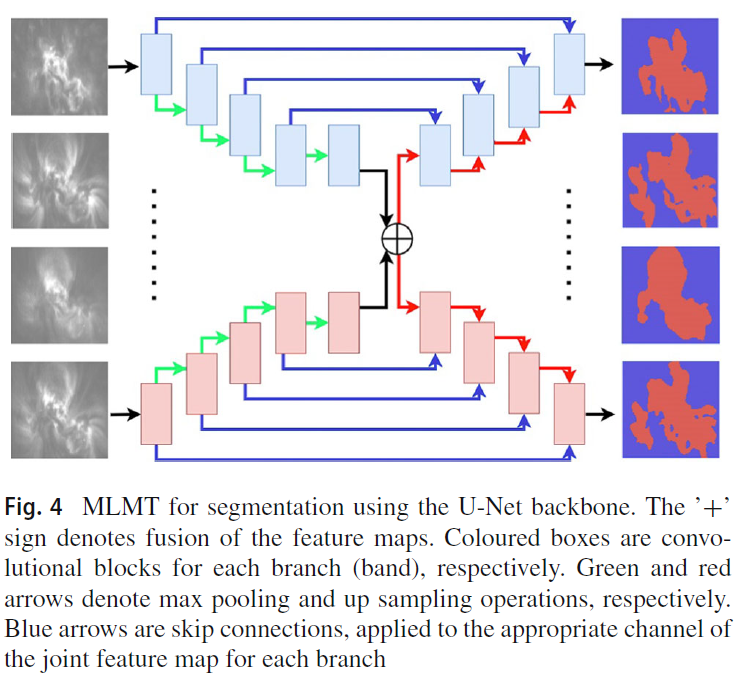 Fig. 4 MLMT for segmentation using the U-Net backbone. The ’+’
sign denotes fusion of the feature maps. Coloured boxes are convo-
lutional blocks for each branch (band), respectively. Green and red
arrows denote max pooling and up sampling operations, respectively.
Blue arrows are skip connections, applied to the appropriate channel of
the joint feature map for each branch